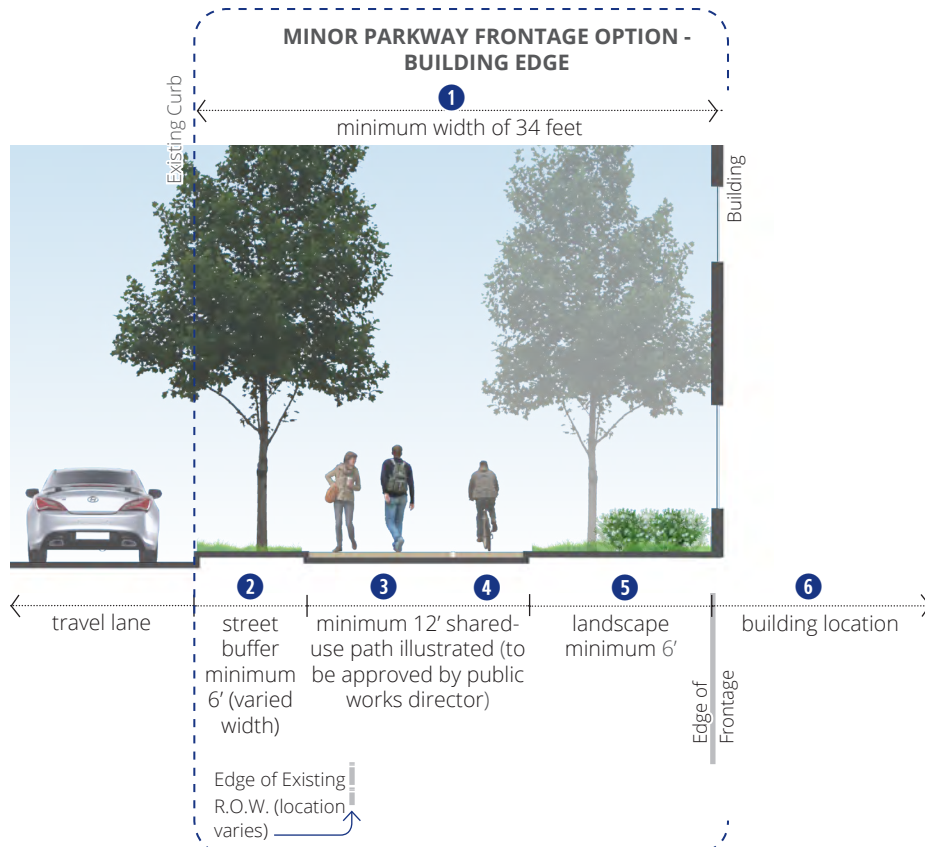 MINOR PARKWAY FRONTAGE OPTION -
BUILDING EDGE
Existing Curb
1
minimum width of 34 feet
Building
2
3
4
5
6
travel lane
street
buffer
minimum
6' (varied
width)
minimum 12' shared-
use path illustrated (to
be approved by public
works director)
landscape
minimum 6'
building location
Edge of
Frontage
Edge of Existing
R.O.W. (location
varies)